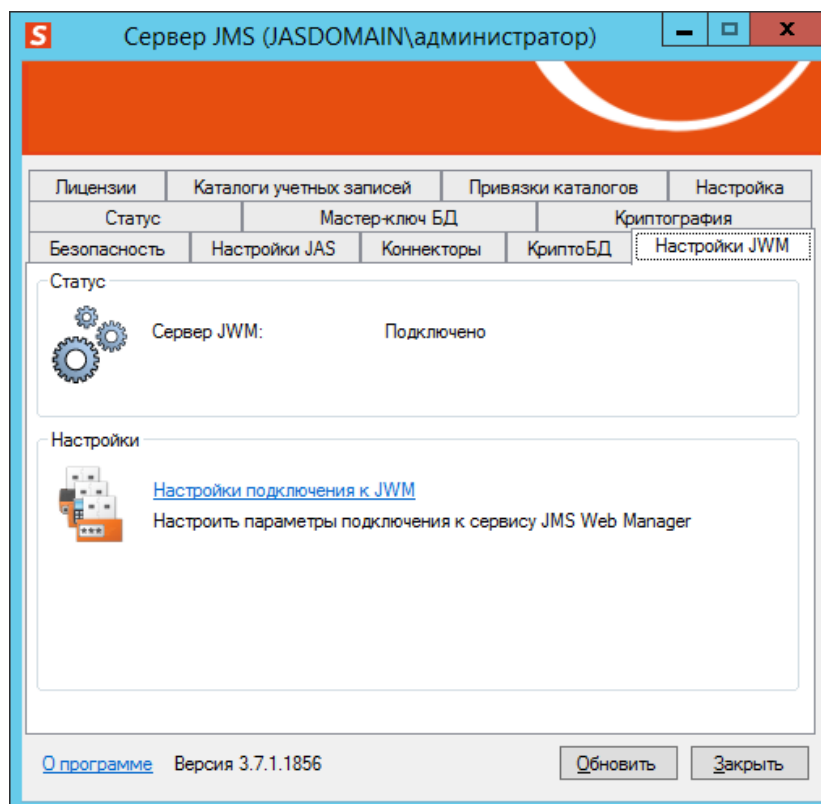 S Сервер JMS (JASDOMAIN\администратор)
Лицензии Каталоги учетных записей Привязки каталогов Настройка
Статус Мастер-ключ БД Криптография
Безопасность Настройки JAS Коннекторы КриптоБД Настройки JWM
Статус
Сервер JWM: Подключено
Настройки
Настройки подключения к JWM
Настроить параметры подключения к сервису JMS Web Manager
О программе Версия 3.7.1.1856 Обновить Закрыть